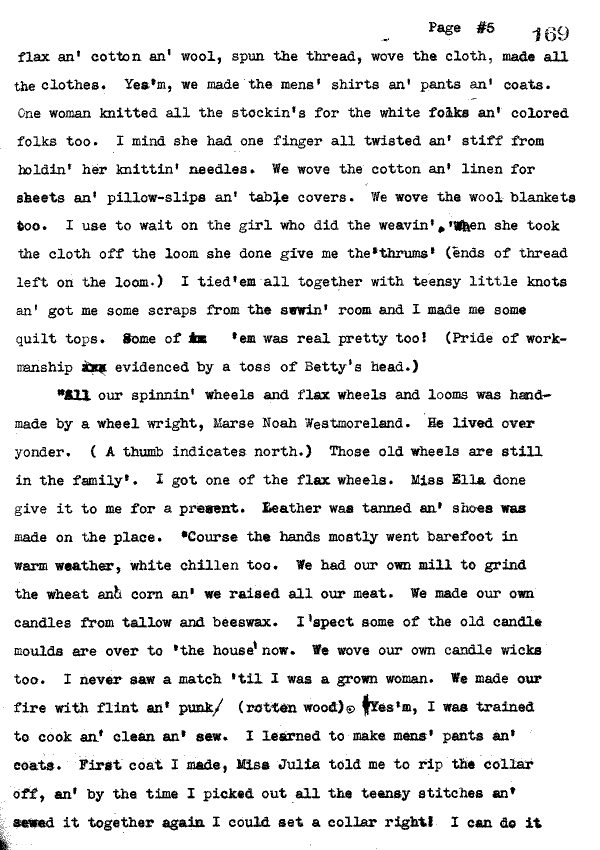 Page #5 169
flax an' cotton an' wool, spun the thread, wove the cloth, made all
the clothes. Yes'm, we made the mens' shirts an' pants an' coats.
One woman knitted all the stockin's for the white folks an' colored
folks too. I mind she had one finger all twisted an' stiff from
holdin' her knittin' needles. We wove the cotton an' linen for
sheets an' pillow-slips an' table covers. We wove the wool blankets
too. I use to wait on the girl who did the weavin', 'When she took
the cloth off the loom she done give me the 'thrums' (ends of thread
left on the loom.) I tied 'em all together with teensy little knots
an' got me some scraps from the sewin' room and I made me some
quilt tops. Some of 'em was real pretty too! (Pride of work-
manship evidenced by a toss of Betty's head.)
"All our spinnin' wheels and flax wheels and looms was hand-
made by a wheel wright, Marse Noah Westmoreland. He lived over
yonder. ( A thumb indicates north.) Those old wheels are still
in the family'. I got one of the flax wheels. Miss Ella done
give it to me for a present. Leather was tanned an' shoes was
made on the place. 'Course the hands mostly went barefoot in
warm weather, white chillen too. We had our own mill to grind
the wheat and corn an' we raised all our meat. We made our own
candles from tallow and beeswax. I 'spect some of the old candle
moulds are over to 'the house' now. We wove our own candle wicks
too. I never saw a match 'til I was a grown woman. We made our
fire with flint an' punk (rotten wood). Yes'm, I was trained
to cook an' clean an' sew. I learned to make mens' pants an'
coats. First coat I made, Miss Julia told me to rip the collar
off, an' by the time I picked out all the teensy stitches an'
sewed it together again I could set a collar right! I can do it